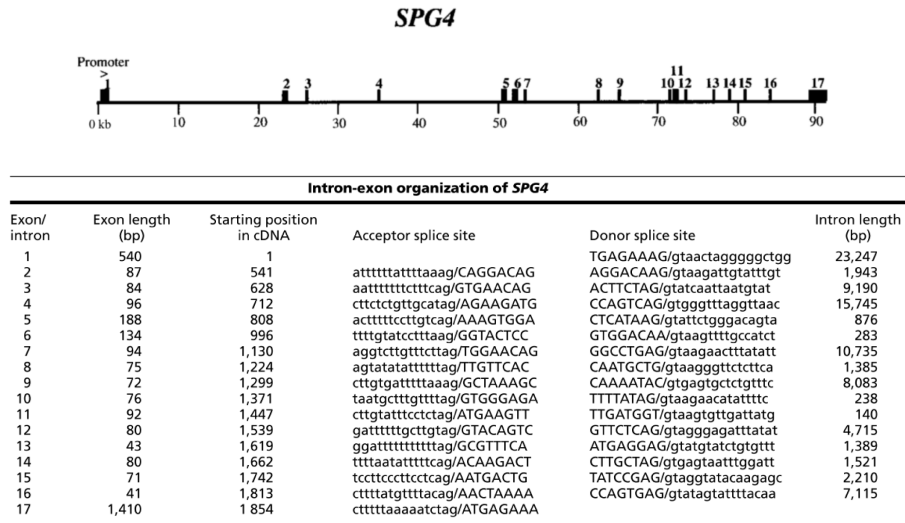 SPG4
Promoter
>
11
1 2 3 4 5 6 7 8 9 10 12 13 14 15 16 17
0 kb 10 20 30 40 50 60 70 80 90
Intron-exon organization of SPG4
Exon/ Exon length Starting position Intron length
intron (bp) in cDNA Acceptor splice site Donor splice site (bp)
1 540 1 TGAGAAAG/gtaactagggggctgg 23,247
2 87 541 attttttattttaaag/CAGGACAG AGGACAAG/gtaagattgtatttgt 1,943
3 84 628 aatttttttctttcag/GTGAACAG ACTTCTAG/gtatcaattaatgtat 9,190
4 96 712 cttctctgttgcatag/AGAAGATG CCAGTCAG/gtgggtttaggttaac 15,745
5 188 808 actttttccttgtcag/AAAGTGGA CTCATAAG/gtattctgggacagta 876
6 134 996 ttttgtatcctttaag/GGTACTCC GTGGACAA/gtaagttttgccatct 283
7 94 1,130 aggtcttgtttcttag/TGGAACAG GGCCTGAG/gtaagaactttatatt 10,735
8 75 1,224 agtatatattttttag/TTGTTCAC CAATGCTG/gtaagggttctcttca 1,385
9 72 1,299 cttgtgatttttaaag/GCTAAAGC CAAAATAC/gtgagtgctctgtttc 8,083
10 76 1,371 taatgctttgttttag/GTGGGAGA TTTTATAG/gtaagaacatattttc 238
11 92 1,447 cttgtatttcctctag/ATGAAGTT TTGATGGT/gtaagtgttgattatg 140
12 80 1,539 gattttttgcttgtag/GTACAGTC GTTCTCAG/gtagggagatttatat 4,715
13 43 1,619 ggatttttttttttag/GCGTTTCA ATGAGGAG/gtatgtatctgtgttt 1,389
14 80 1,662 ttttaatatttttcag/ACAAGACT CTTGCTAG/gtgagtaatttggatt 1,521
15 71 1,742 tccttcccttcctcag/AATGACTG TATCCGAG/taggtatacaagagc 2,210
16 41 1,813 cttttatgttttacag/AACTAAAA CCAGTGAG/gtatagtattttacaa 7,115
17 1,410 1 854 ctttttaaaaatctag/ATGAGAAA